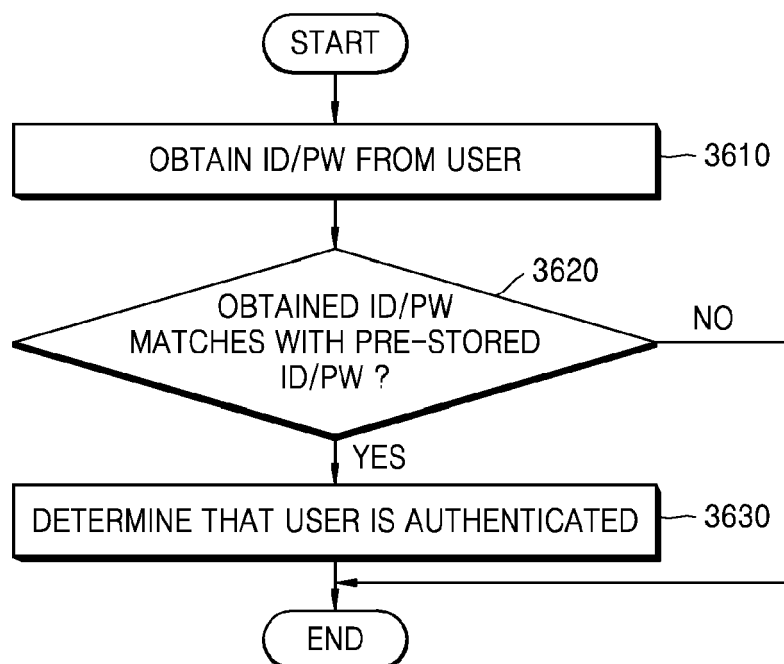 START
OBTAIN ID/PW FROM USER
3610
3620
OBTAINED ID/PW
MATCHES WITH PRE-STORED
ID/PW ?
NO
YES
DETERMINE THAT USER IS AUTHENTICATED
3630
END